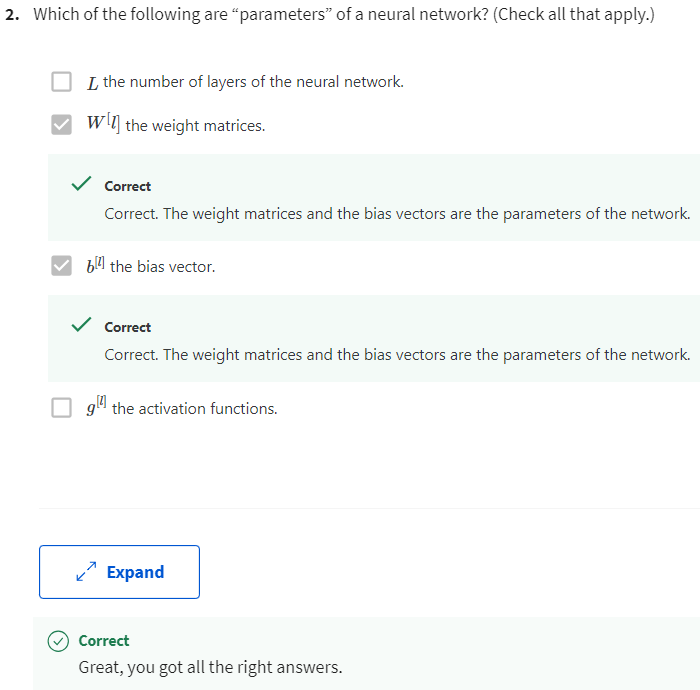 2. Which of the following are “parameters” of a neural network? (Check all that apply.)
L the number of layers of the neural network.
W[l] the weight matrices.
Correct
Correct. The weight matrices and the bias vectors are the parameters of the network.
b[l] the bias vector.
Correct
Correct. The weight matrices and the bias vectors are the parameters of the network.
g[l] the activation functions.
Expand
Correct
Great, you got all the right answers.